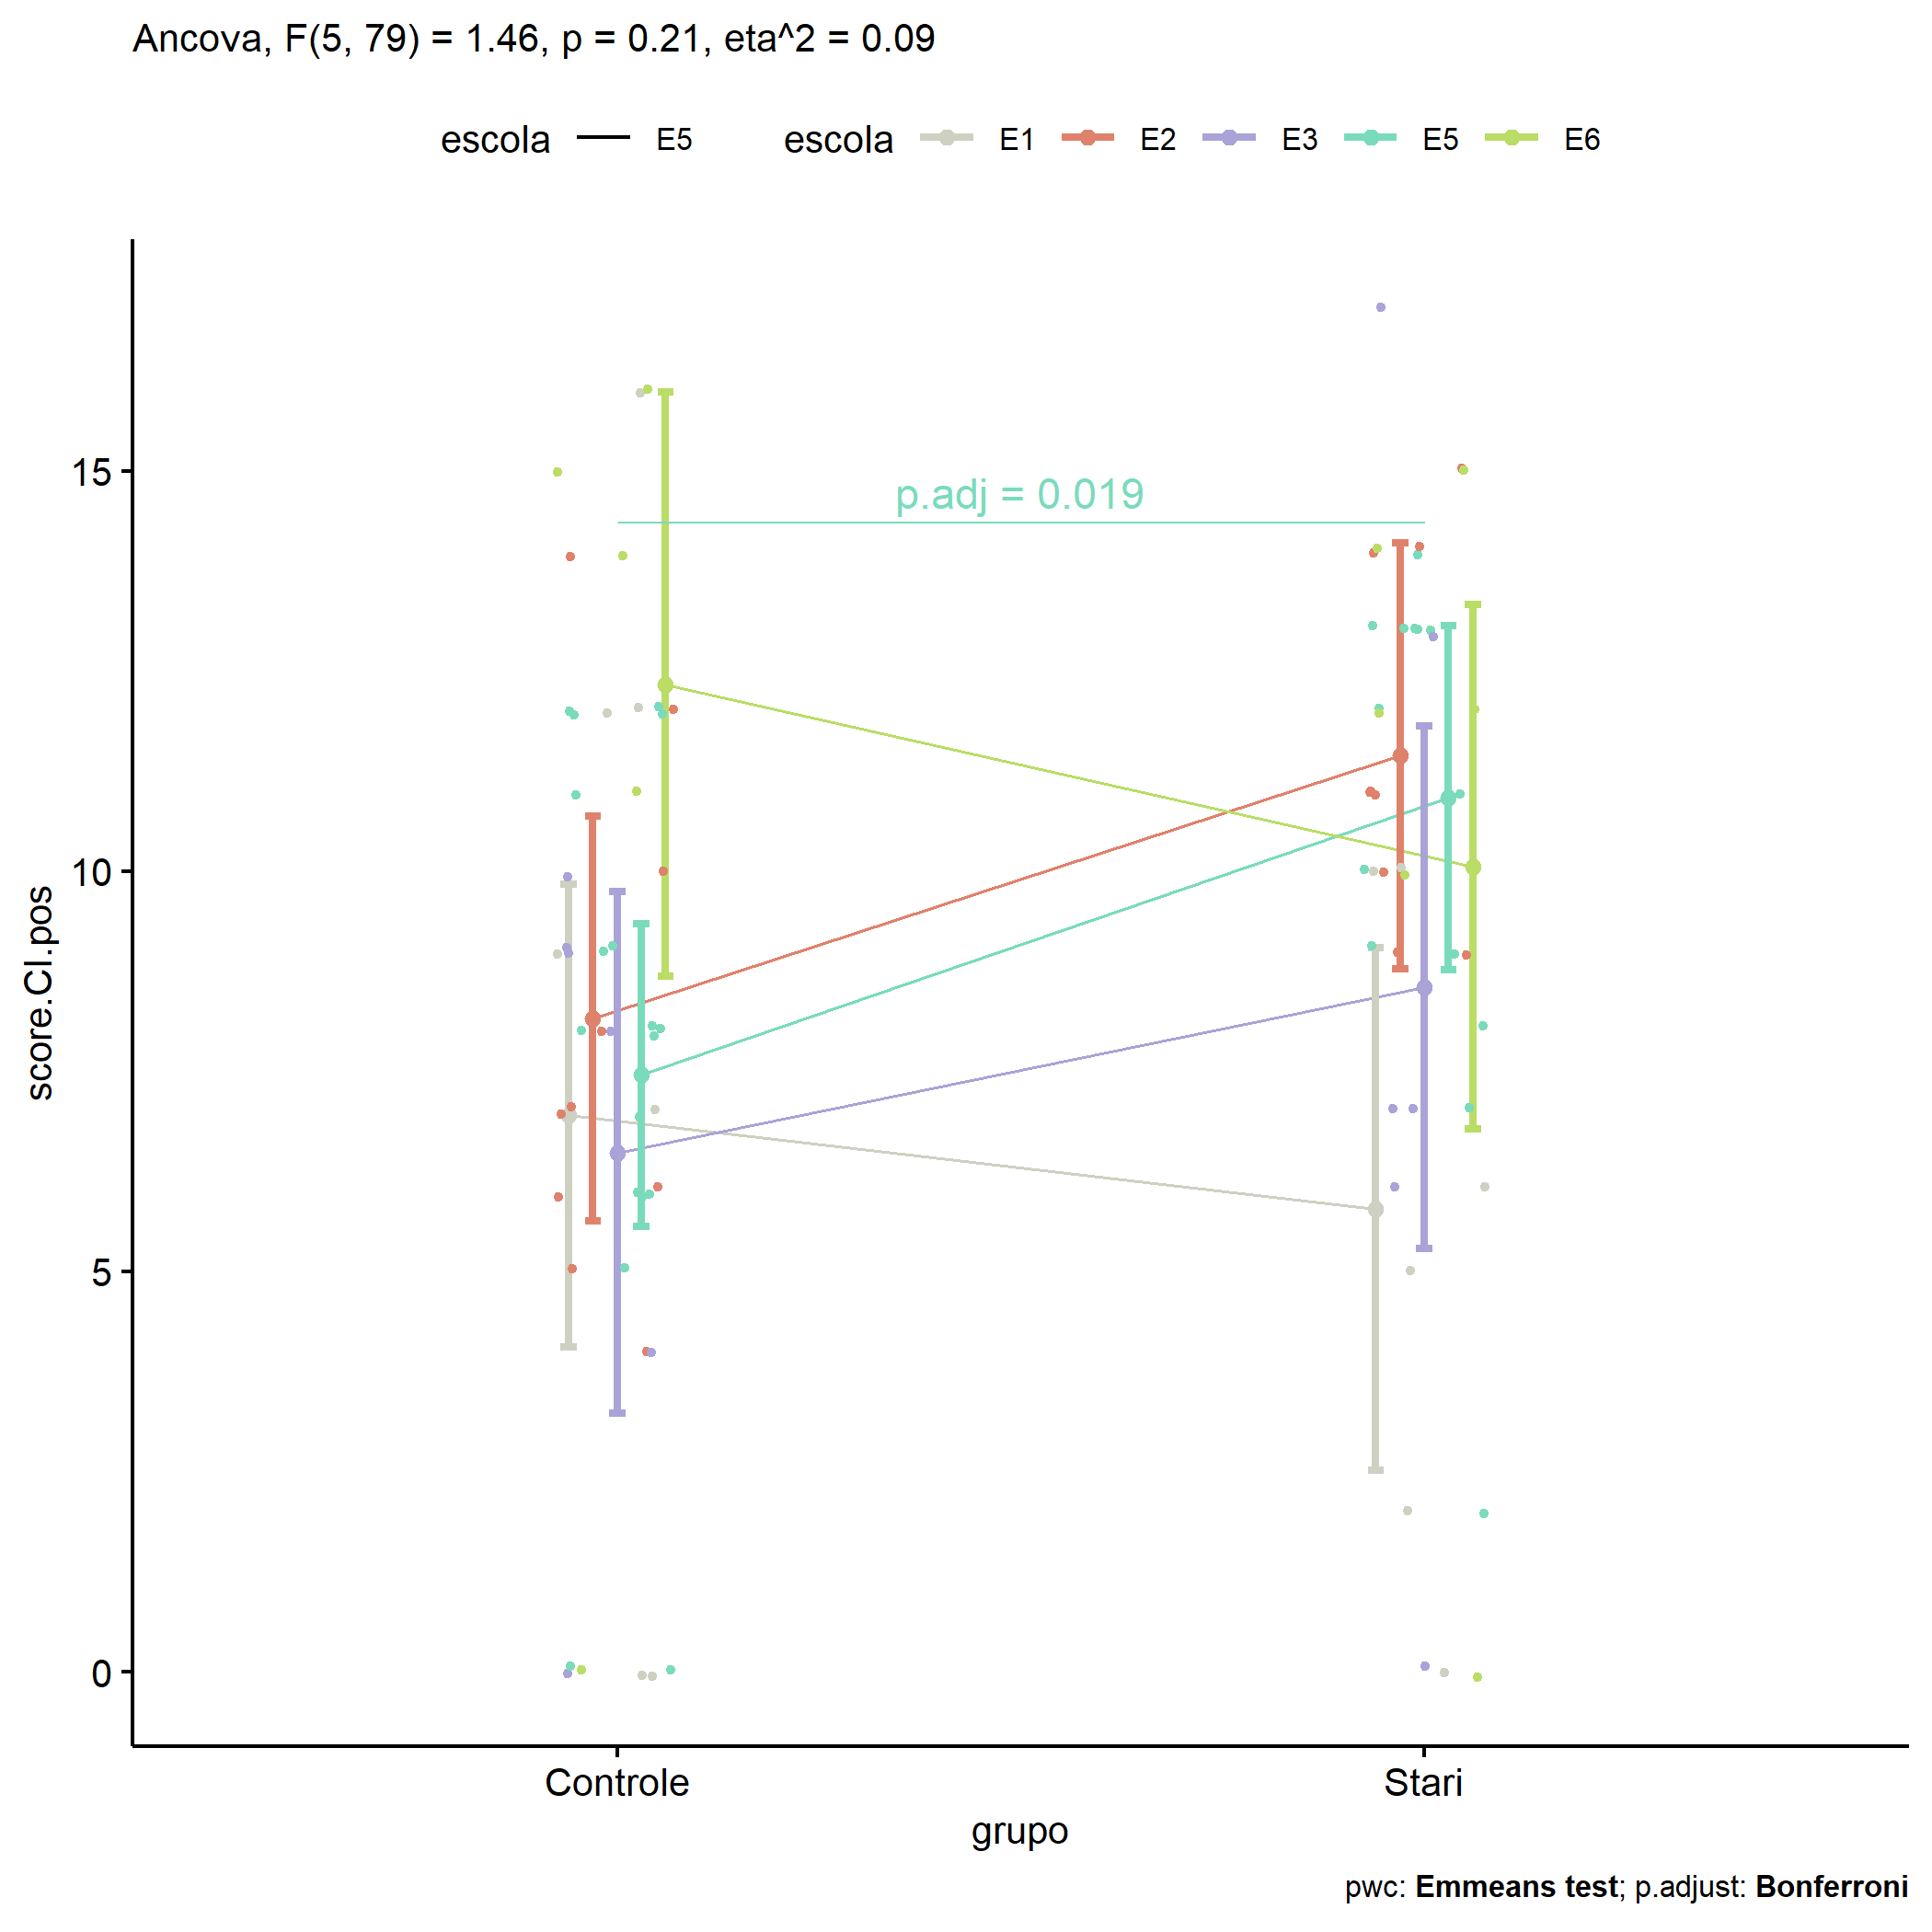 Ancova, F(5, 79) = 1.46, p = 0.21, eta^2 = 0.09
escola E5 escola E1 E2 E3 E5 E6
15
p.adj = 0.019
10
score.CI.pos
5
0
Controle Stari
grupo
pwc: Emmeans test; p.adjust: Bonferroni